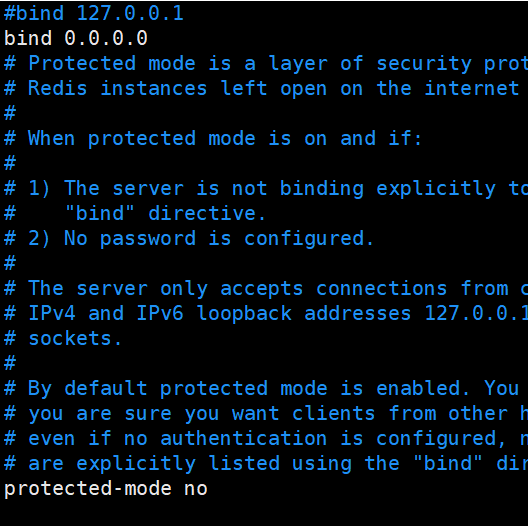 #bind 127.0.0.1
bind 0.0.0.0
# Protected mode is a layer of security prot
# Redis instances left open on the internet
#
# When protected mode is on and if:
#
# 1) The server is not binding explicitly to
#    "bind" directive.
# 2) No password is configured.
#
# The server only accepts connections from c
# IPv4 and IPv6 loopback addresses 127.0.0.1
# sockets.
#
# By default protected mode is enabled. You
# you are sure you want clients from other h
# even if no authentication is configured, n
# are explicitly listed using the "bind" dir
protected-mode no